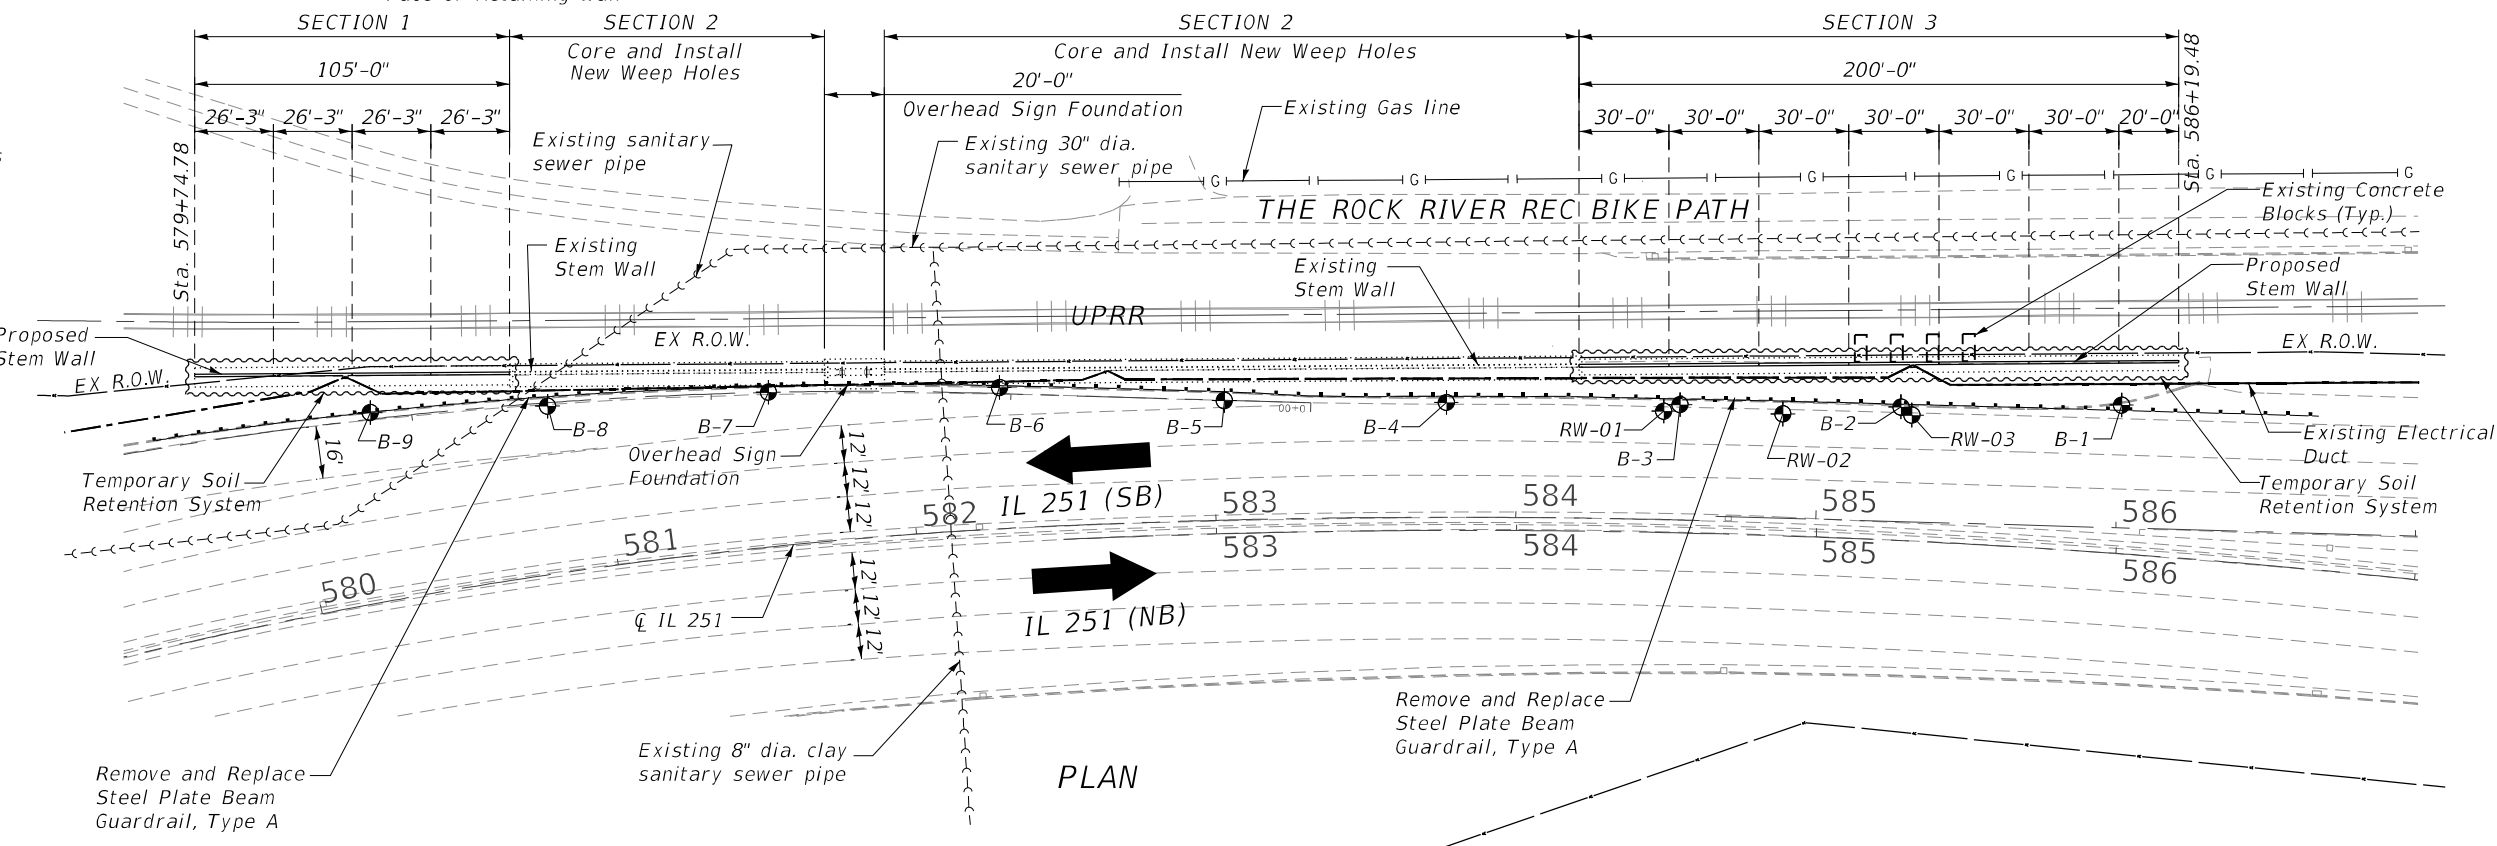 SECTION 1
SECTION 2
SECTION 2
SECTION 3
Core and Install
New Weep Holes
Core and Install New Weep Holes
105'-0"
20'-0"
200'-0"
Overhead Sign Foundation
26'-3"
26'-3"
26'-3"
26'-3"
30'-0"
30'-0"
30'-0"
30'-0"
30'-0"
30'-0"
20'-0"
Sta. 579+74.78
Sta. 586+19.48
Existing sanitary
sewer pipe
Existing 30" dia.
sanitary sewer pipe
Existing Gas line
G
G
G
G
G
G
G
THE ROCK RIVER REC BIKE PATH
Existing Concrete
Blocks (Typ.)
Existing
Stem Wall
Existing
Stem Wall
Proposed
Stem Wall
Proposed
Stem Wall
UPRR
EX R.O.W.
EX R.O.W.
EX R.O.W.
B-9
B-8
B-7
B-6
B-5
B-4
RW-01
B-3
RW-02
B-2
RW-03
B-1
00+01
16'
Temporary Soil
Retention System
Overhead Sign
Foundation
12'
12'
12'
IL 251 (SB)
Existing Electrical
Duct
Temporary Soil
Retention System
580
581
582
583
584
585
586
583
584
585
586
12'
12'
12'
IL 251 (NB)
℄ IL 251
Remove and Replace
Steel Plate Beam
Guardrail, Type A
Existing 8" dia. clay
sanitary sewer pipe
Remove and Replace
Steel Plate Beam
Guardrail, Type A
PLAN